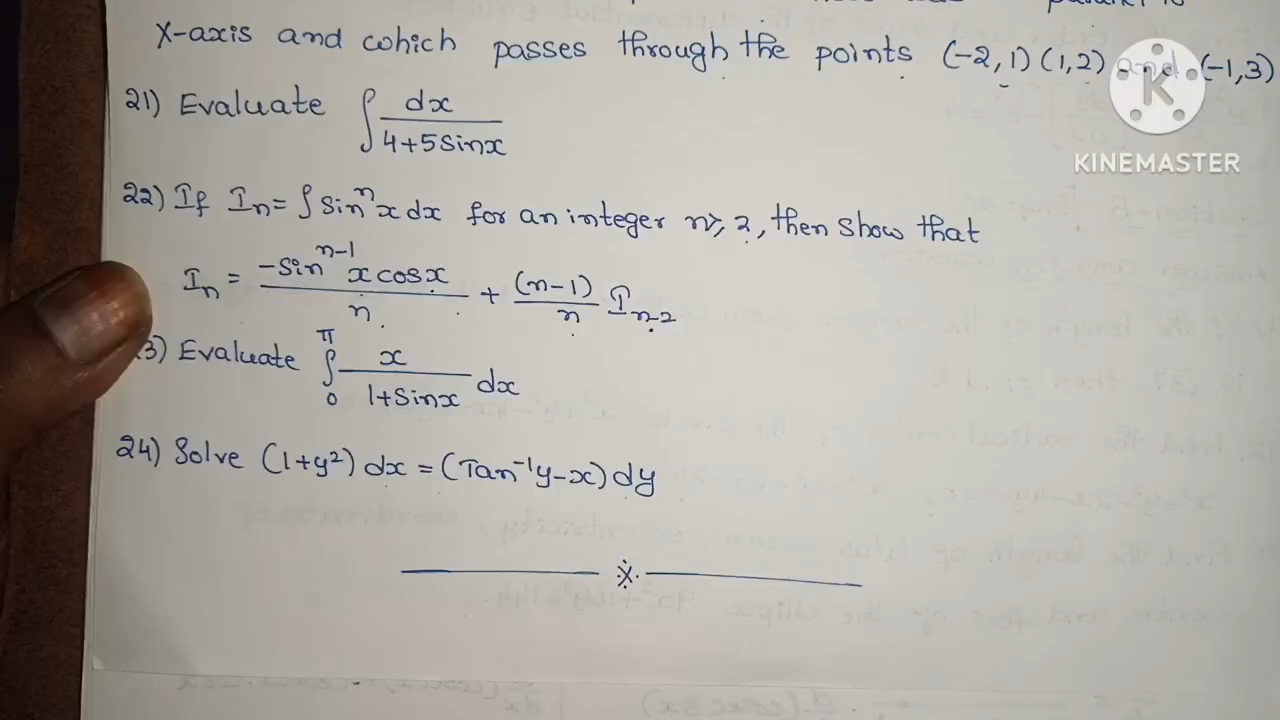 X-axis and cohich passes through the points (-2,1) (1,2) and (-1,3)
K
KINEMASTER
21) Evaluate ∫ dx / 4+5sinx
22) If Iₙ = ∫ Sinⁿx dx for an integer n ≥ 2, then show that
Iₙ = -sinⁿ⁻¹x cosx / n + (n-1) / n Iₙ₋₂
3) Evaluate ∫₀^π x / 1+sinx dx
24) Solve (1+y²) dx = (Tan⁻¹y-x) dy